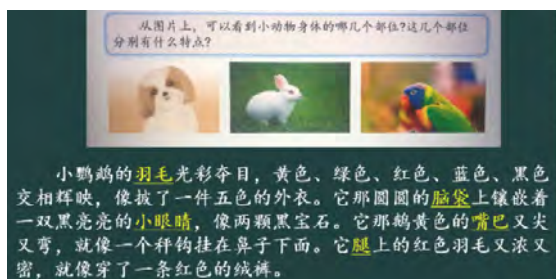 从图片上，可以看到小动物身体的哪几个部位?这几个部位
分别有什么特点?
小鹦鹉的羽毛光彩夺目，黄色、绿色、红色、蓝色、黑色
交相辉映，像披了一件五色的外衣。它那圆圆的脑袋上镶嵌着
一双黑亮亮的小眼睛，像两颗黑宝石。它那鹅黄色的嘴巴又尖
又弯，就像一个秤钩挂在鼻子下面。它腿上的红色羽毛又浓又
密，就像穿了一条红色的绒裤。